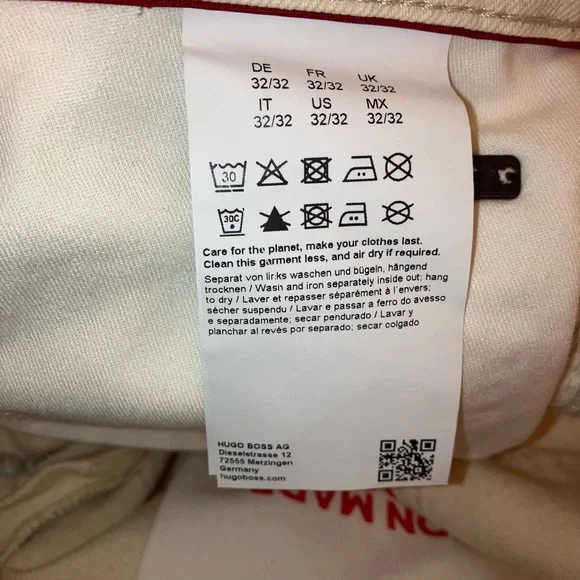 DE FR UK
32/32 32/32 32/32
IT US MX
32/32 32/32 32/32
30
30C
Care for the planet, make your clothes last.
Clean this garment less, and air dry if required.
Separat von lir.ks waschen und bügeln, hängend
trocknen / Wash and iron separately inside out; hang
to dry / Laver et repasser séparément à l´envers;
sécher suspendu / Lavar e passar a ferro do avesso
e separadamente; secar pendurado / Lavar y
planchar al revés por separado; secar colgado
HUGO BOSS AG
Dieselstrasse 12
72555 Metzingen
Germany
hugoboss.com
ON MADE